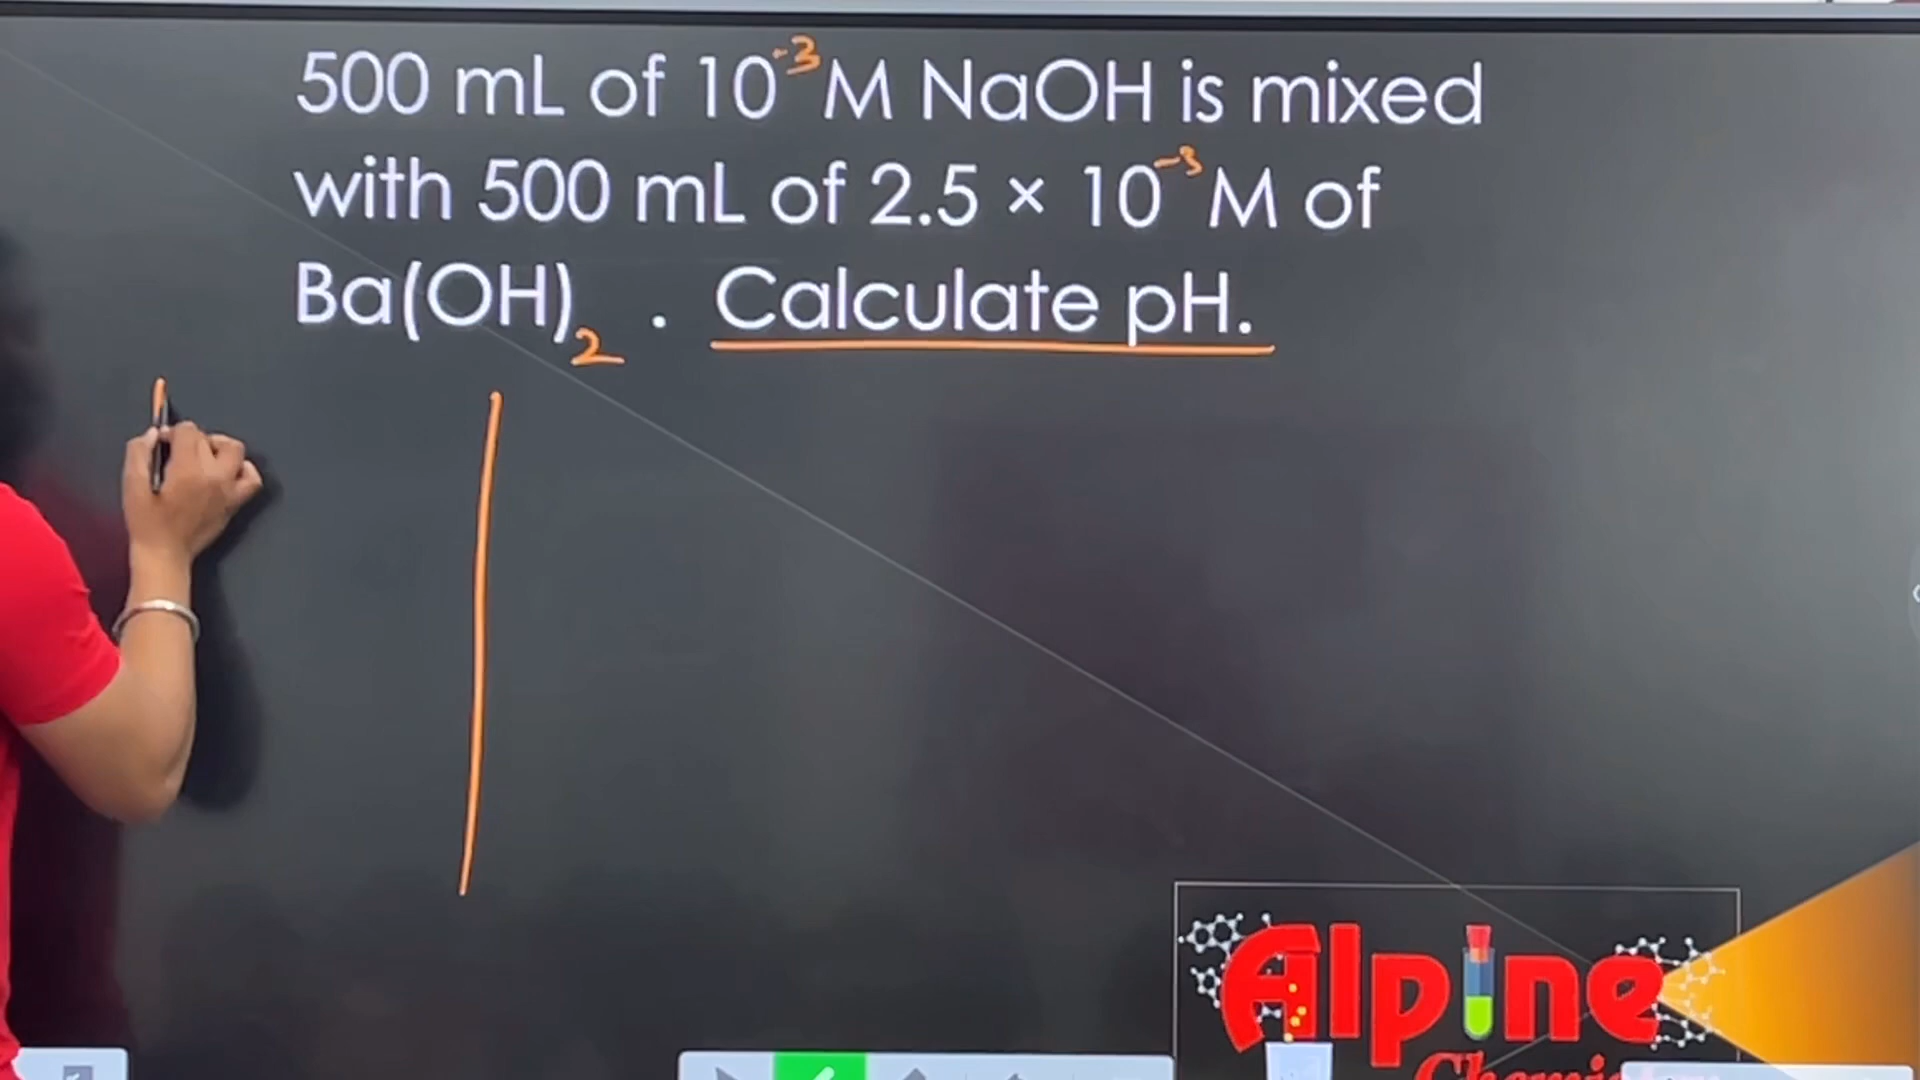 500 mL of 10⁻³ M NaOH is mixed
with 500 mL of 2.5 × 10⁻³ M of
Ba(OH)₂ . Calculate pH.
Alpine